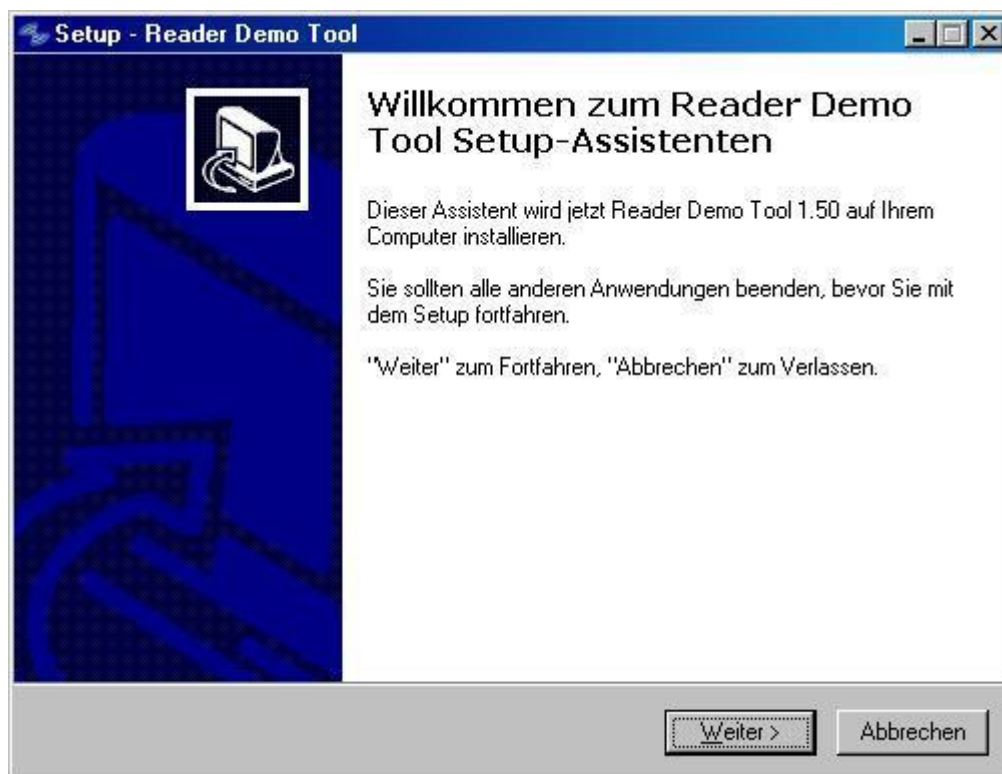 Setup - Reader Demo Tool
Willkommen zum Reader Demo
Tool Setup-Assistenten
Dieser Assistent wird jetzt Reader Demo Tool 1.50 auf Ihrem
Computer installieren.
Sie sollten alle anderen Anwendungen beenden, bevor Sie mit
dem Setup fortfahren.
"Weiter" zum Fortfahren, "Abbrechen" zum Verlassen.
Weiter > Abbrechen